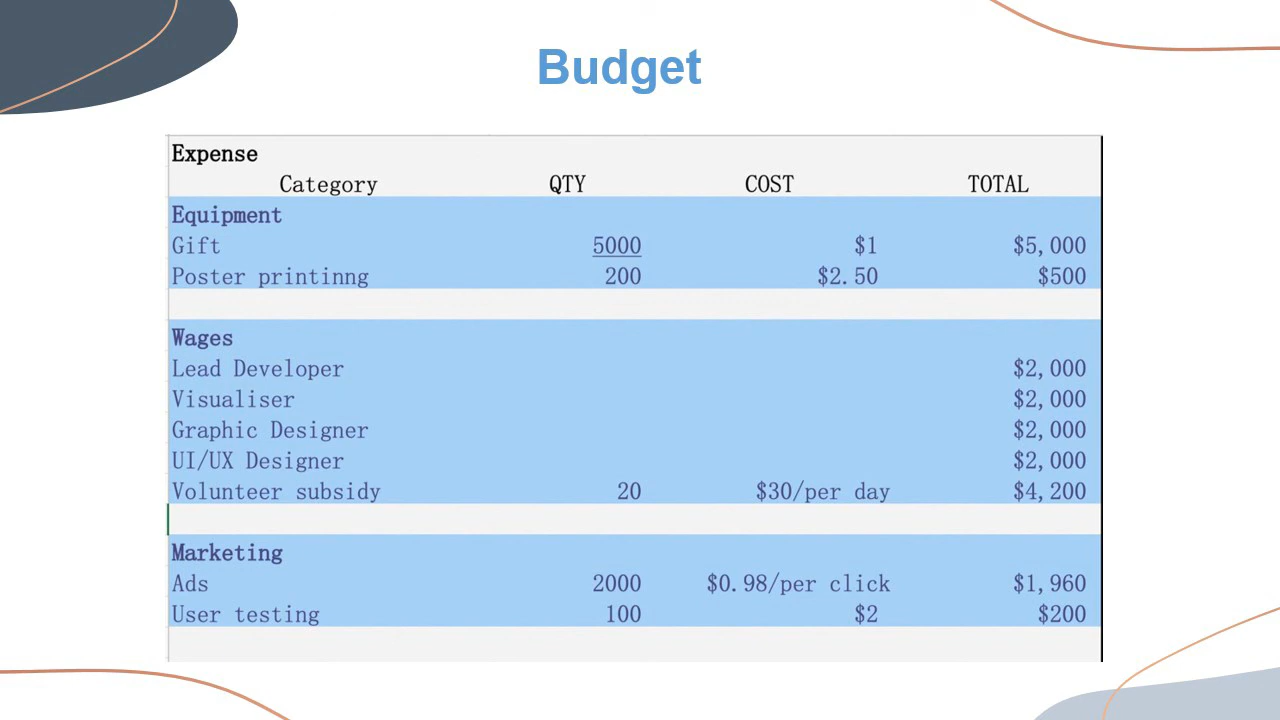 Budget
Expense
Category QTY COST TOTAL
Equipment
Gift 5000 $1 $5,000
Poster printinng 200 $2.50 $500
Wages
Lead Developer $2,000
Visualiser $2,000
Graphic Designer $2,000
UI/UX Designer $2,000
Volunteer subsidy 20 $30/per day $4,200
Marketing
Ads 2000 $0.98/per click $1,960
User testing 100 $2 $200